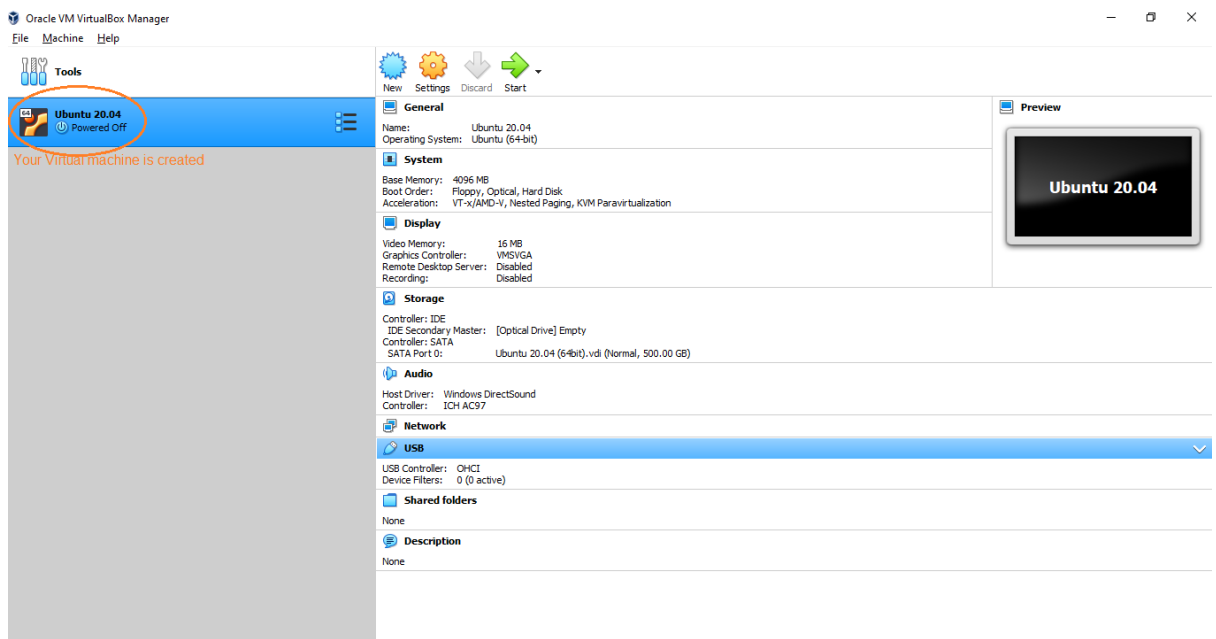 Oracle VM VirtualBox Manager
File Machine Help
Tools
New Settings Discard Start
64
Ubuntu 20.04
Powered Off
Your Virtual machine is created
General
Name: Ubuntu 20.04
Operating System: Ubuntu (64-bit)
System
Base Memory: 4096 MB
Boot Order: Floppy, Optical, Hard Disk
Acceleration: VT-x/AMD-V, Nested Paging, KVM Paravirtualization
Display
Video Memory: 16 MB
Graphics Controller: VMSVGA
Remote Desktop Server: Disabled
Recording: Disabled
Preview
Ubuntu 20.04
Storage
Controller: IDE
IDE Secondary Master: [Optical Drive] Empty
Controller: SATA
SATA Port 0: Ubuntu 20.04 (64bit).vdi (Normal, 500.00 GB)
Audio
Host Driver: Windows DirectSound
Controller: ICH AC97
Network
USB
USB Controller: OHCI
Device Filters: 0 (0 active)
Shared folders
None
Description
None